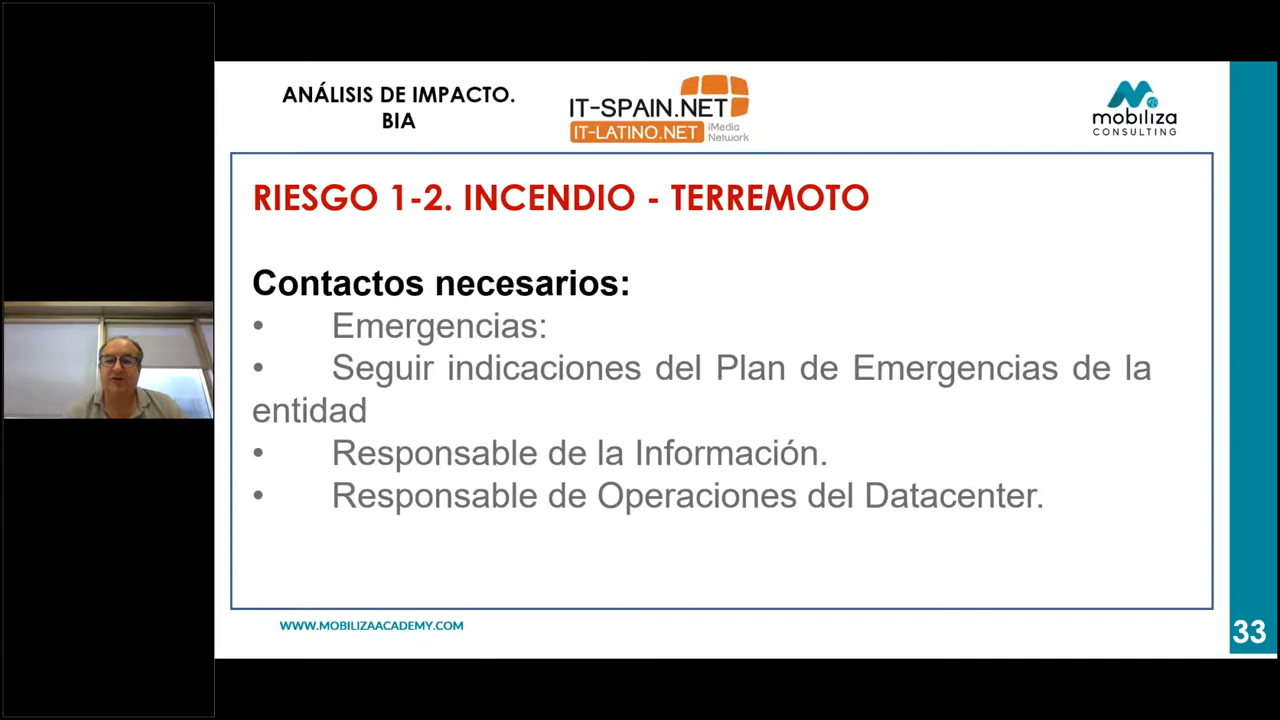 ANÁLISIS DE IMPACTO.
BIA
IT-SPAIN.NET
IT-LATINO.NET
iMedia
Network
mobiliza
CONSULTING
RIESGO 1-2. INCENDIO - TERREMOTO
Contactos necesarios:
• Emergencias:
• Seguir indicaciones del Plan de Emergencias de la
entidad
• Responsable de la Información.
• Responsable de Operaciones del Datacenter.
WWW.MOBILIZAACADEMY.COM
33